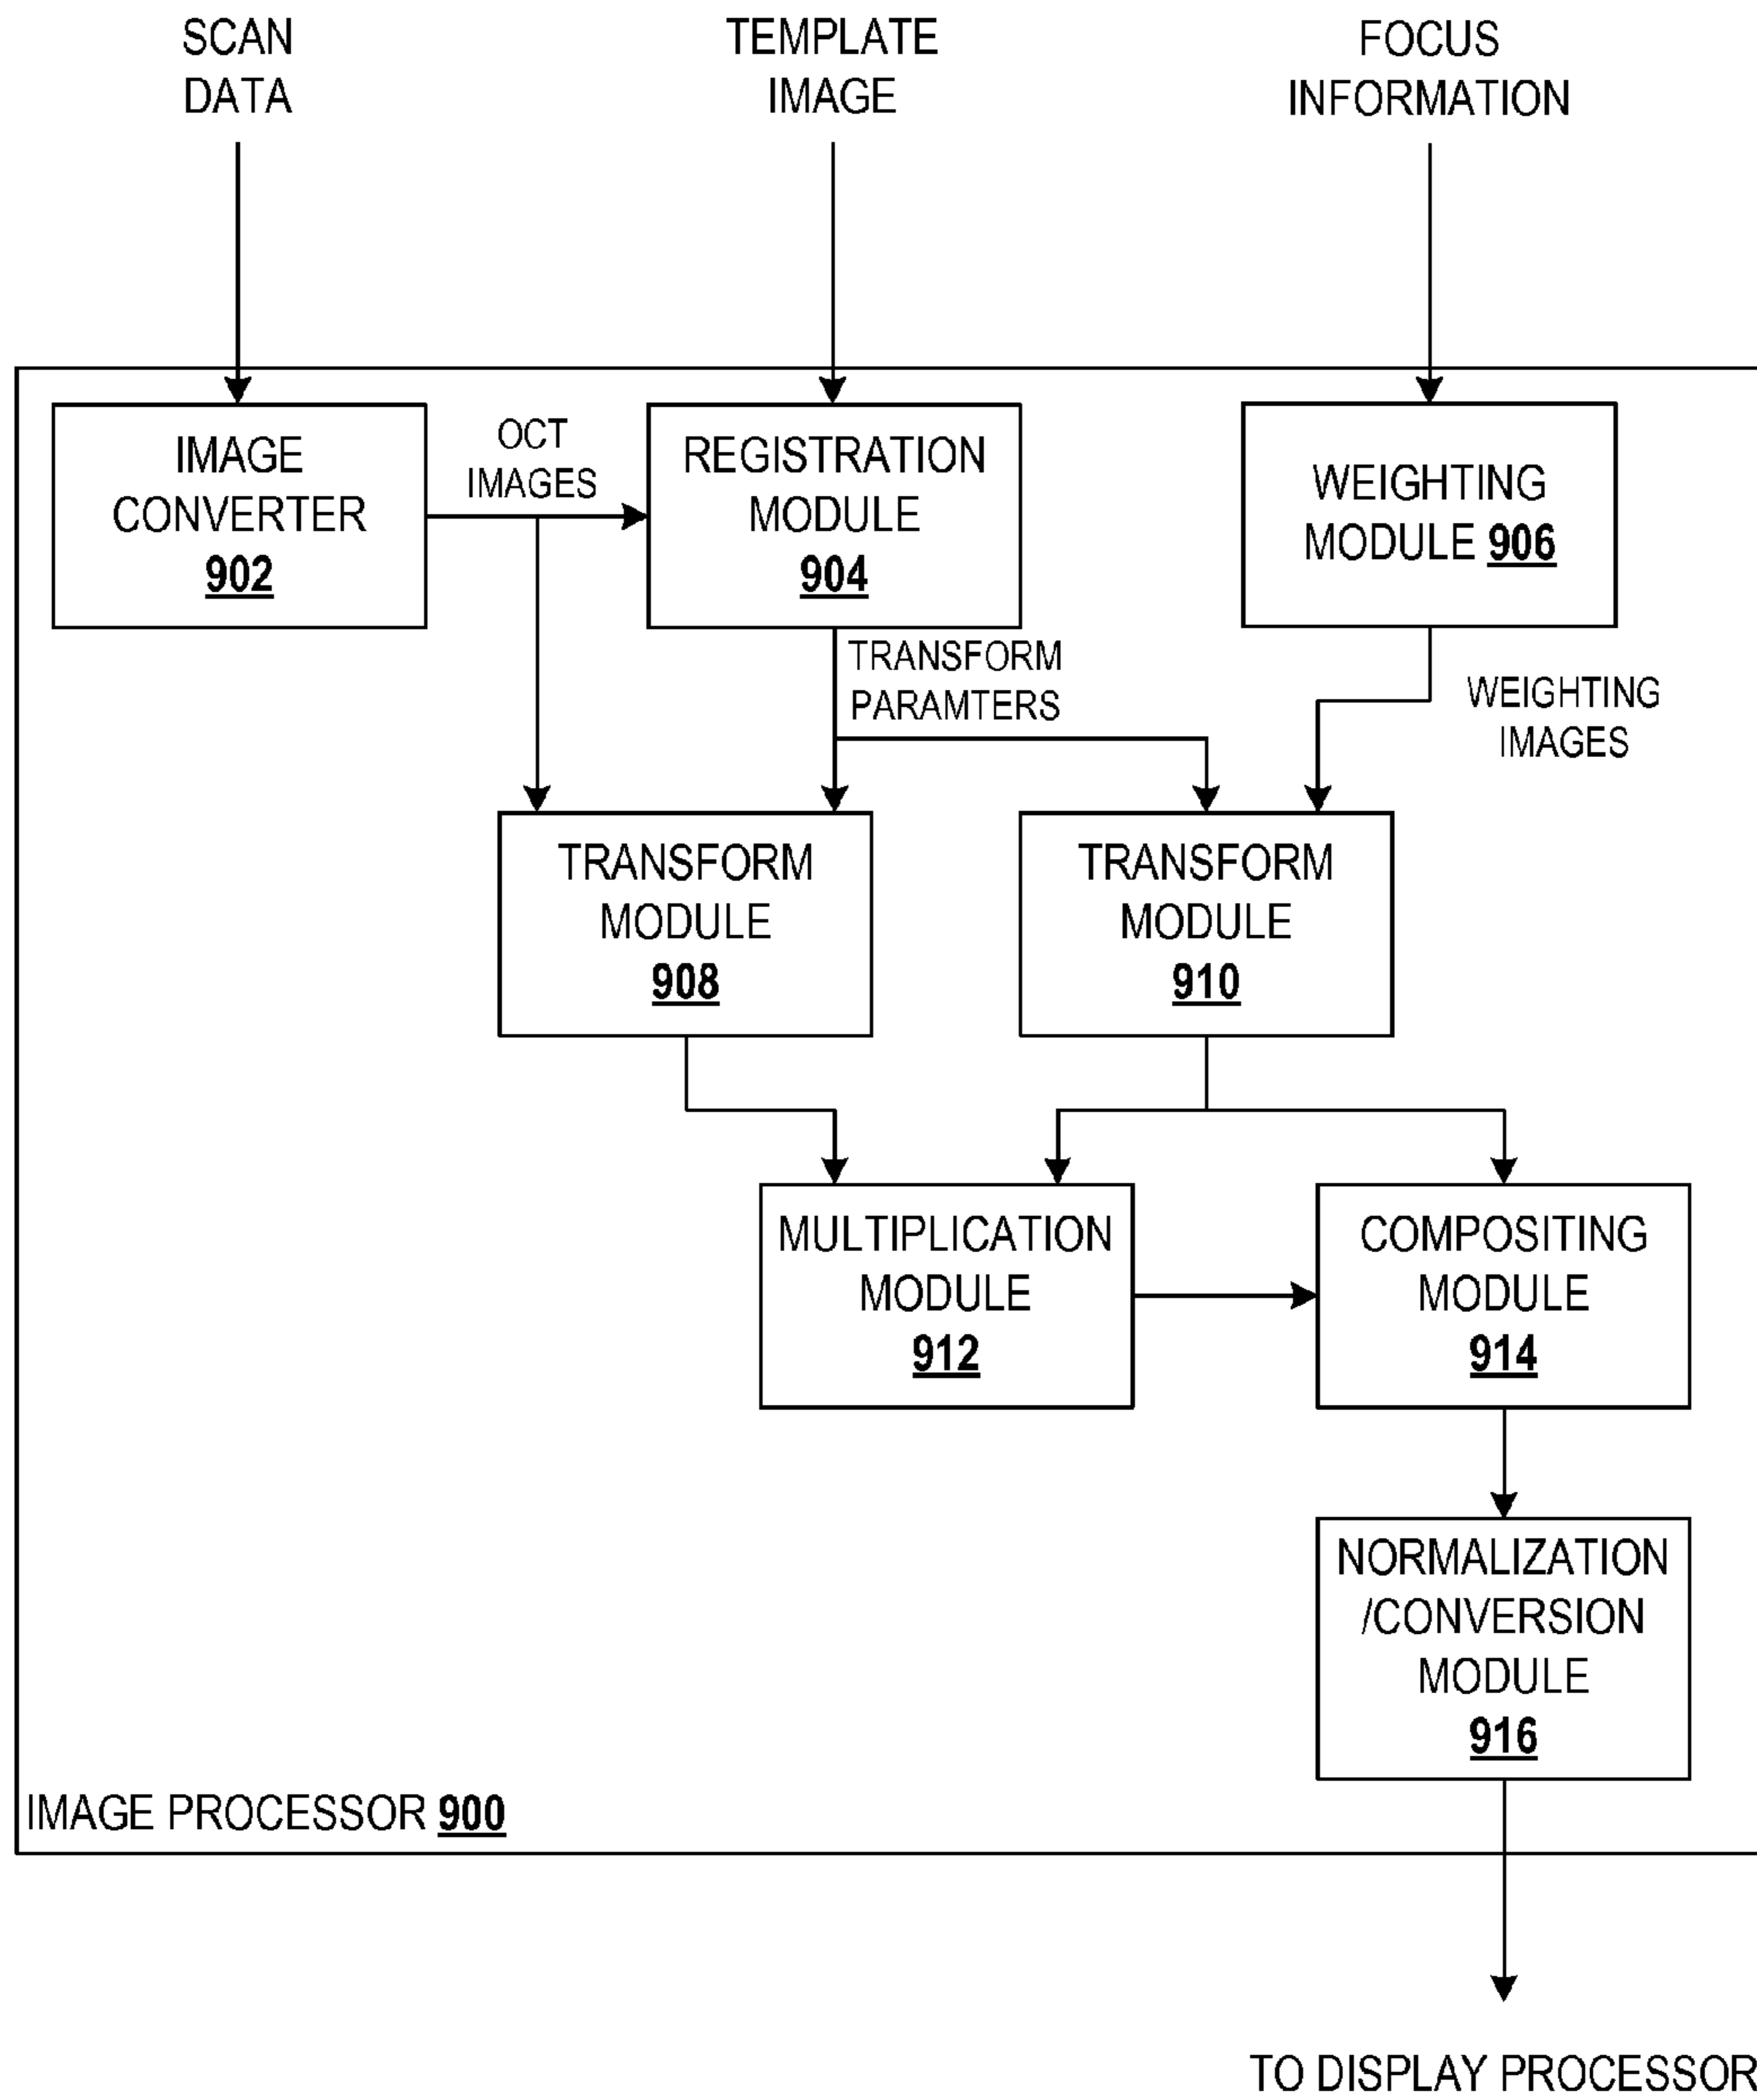 SCAN
DATA
TEMPLATE
IMAGE
FOCUS
INFORMATION
IMAGE
CONVERTER
902
OCT
IMAGES
REGISTRATION
MODULE
904
WEIGHTING
MODULE 906
TRANSFORM
PARAMTERS
WEIGHTING
IMAGES
TRANSFORM
MODULE
908
TRANSFORM
MODULE
910
MULTIPLICATION
MODULE
912
COMPOSITING
MODULE
914
NORMALIZATION
/CONVERSION
MODULE
916
IMAGE PROCESSOR 900
TO DISPLAY PROCESSOR